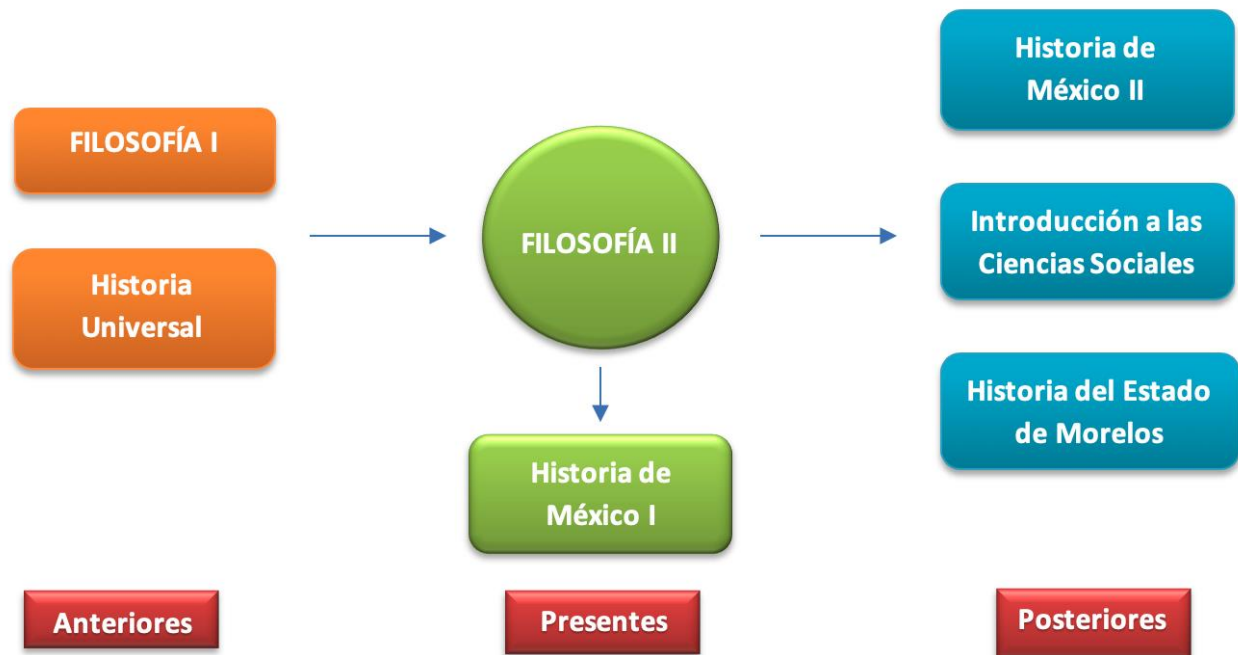 FILOSOFÍA I
Historia
Universal
FILOSOFÍA II
Historia de
México I
Historia de
México II
Introducción a las
Ciencias Sociales
Historia del Estado
de Morelos
Anteriores
Presentes
Posteriores